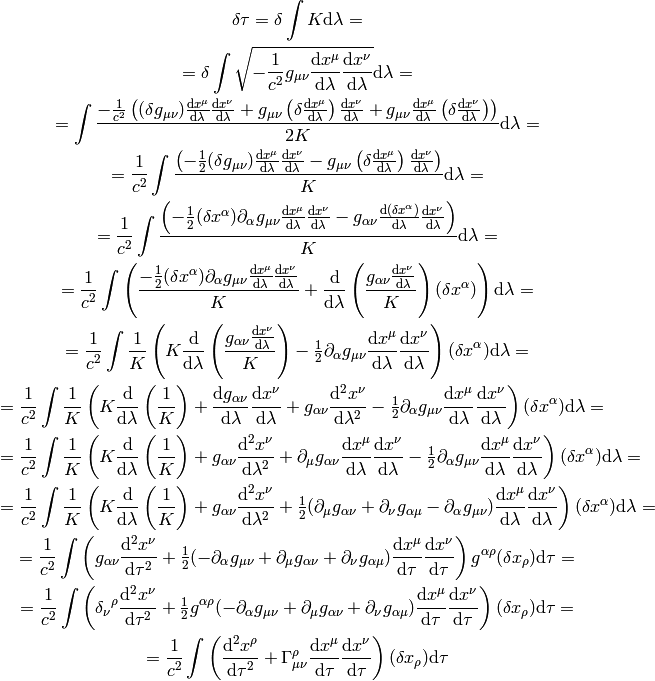 $\delta\tau = \delta \int K \mathrm{d}\lambda =$
$= \delta \int \sqrt{-\frac{1}{c^2} g_{\mu\nu} \frac{\mathrm{d}x^\mu}{\mathrm{d}\lambda} \frac{\mathrm{d}x^\nu}{\mathrm{d}\lambda}} \mathrm{d}\lambda =$
$= \int \frac{-\frac{1}{c^2} \left( (\delta g_{\mu\nu}) \frac{\mathrm{d}x^\mu}{\mathrm{d}\lambda} \frac{\mathrm{d}x^\nu}{\mathrm{d}\lambda} + g_{\mu\nu} \left( \delta \frac{\mathrm{d}x^\mu}{\mathrm{d}\lambda} \right) \frac{\mathrm{d}x^\nu}{\mathrm{d}\lambda} + g_{\mu\nu} \frac{\mathrm{d}x^\mu}{\mathrm{d}\lambda} \left( \delta \frac{\mathrm{d}x^\nu}{\mathrm{d}\lambda} \right) \right)}{2K} \mathrm{d}\lambda =$
$= \frac{1}{c^2} \int \frac{\left( -\frac{1}{2} (\delta g_{\mu\nu}) \frac{\mathrm{d}x^\mu}{\mathrm{d}\lambda} \frac{\mathrm{d}x^\nu}{\mathrm{d}\lambda} - g_{\mu\nu} \left( \delta \frac{\mathrm{d}x^\mu}{\mathrm{d}\lambda} \right) \frac{\mathrm{d}x^\nu}{\mathrm{d}\lambda} \right)}{K} \mathrm{d}\lambda =$
$= \frac{1}{c^2} \int \frac{\left( -\frac{1}{2} (\delta x^\alpha) \partial_\alpha g_{\mu\nu} \frac{\mathrm{d}x^\mu}{\mathrm{d}\lambda} \frac{\mathrm{d}x^\nu}{\mathrm{d}\lambda} - g_{\alpha\nu} \frac{\mathrm{d}(\delta x^\alpha)}{\mathrm{d}\lambda} \frac{\mathrm{d}x^\nu}{\mathrm{d}\lambda} \right)}{K} \mathrm{d}\lambda =$
$= \frac{1}{c^2} \int \left( \frac{-\frac{1}{2} (\delta x^\alpha) \partial_\alpha g_{\mu\nu} \frac{\mathrm{d}x^\mu}{\mathrm{d}\lambda} \frac{\mathrm{d}x^\nu}{\mathrm{d}\lambda}}{K} + \frac{\mathrm{d}}{\mathrm{d}\lambda} \left( \frac{g_{\alpha\nu} \frac{\mathrm{d}x^\nu}{\mathrm{d}\lambda}}{K} \right) (\delta x^\alpha) \right) \mathrm{d}\lambda =$
$= \frac{1}{c^2} \int \frac{1}{K} \left( K \frac{\mathrm{d}}{\mathrm{d}\lambda} \left( \frac{g_{\alpha\nu} \frac{\mathrm{d}x^\nu}{\mathrm{d}\lambda}}{K} \right) - \frac{1}{2} \partial_\alpha g_{\mu\nu} \frac{\mathrm{d}x^\mu}{\mathrm{d}\lambda} \frac{\mathrm{d}x^\nu}{\mathrm{d}\lambda} \right) (\delta x^\alpha) \mathrm{d}\lambda =$
$= \frac{1}{c^2} \int \frac{1}{K} \left( K \frac{\mathrm{d}}{\mathrm{d}\lambda} \left( \frac{1}{K} \right) + \frac{\mathrm{d}g_{\alpha\nu}}{\mathrm{d}\lambda} \frac{\mathrm{d}x^\nu}{\mathrm{d}\lambda} + g_{\alpha\nu} \frac{\mathrm{d}^2 x^\nu}{\mathrm{d}\lambda^2} - \frac{1}{2} \partial_\alpha g_{\mu\nu} \frac{\mathrm{d}x^\mu}{\mathrm{d}\lambda} \frac{\mathrm{d}x^\nu}{\mathrm{d}\lambda} \right) (\delta x^\alpha) \mathrm{d}\lambda =$
$= \frac{1}{c^2} \int \frac{1}{K} \left( K \frac{\mathrm{d}}{\mathrm{d}\lambda} \left( \frac{1}{K} \right) + g_{\alpha\nu} \frac{\mathrm{d}^2 x^\nu}{\mathrm{d}\lambda^2} + \partial_\mu g_{\alpha\nu} \frac{\mathrm{d}x^\mu}{\mathrm{d}\lambda} \frac{\mathrm{d}x^\nu}{\mathrm{d}\lambda} - \frac{1}{2} \partial_\alpha g_{\mu\nu} \frac{\mathrm{d}x^\mu}{\mathrm{d}\lambda} \frac{\mathrm{d}x^\nu}{\mathrm{d}\lambda} \right) (\delta x^\alpha) \mathrm{d}\lambda =$
$= \frac{1}{c^2} \int \frac{1}{K} \left( K \frac{\mathrm{d}}{\mathrm{d}\lambda} \left( \frac{1}{K} \right) + g_{\alpha\nu} \frac{\mathrm{d}^2 x^\nu}{\mathrm{d}\lambda^2} + \frac{1}{2} (\partial_\mu g_{\alpha\nu} + \partial_\nu g_{\alpha\mu} - \partial_\alpha g_{\mu\nu}) \frac{\mathrm{d}x^\mu}{\mathrm{d}\lambda} \frac{\mathrm{d}x^\nu}{\mathrm{d}\lambda} \right) (\delta x^\alpha) \mathrm{d}\lambda =$
$= \frac{1}{c^2} \int \left( g_{\alpha\nu} \frac{\mathrm{d}^2 x^\nu}{\mathrm{d}\tau^2} + \frac{1}{2} (-\partial_\alpha g_{\mu\nu} + \partial_\mu g_{\alpha\nu} + \partial_\nu g_{\alpha\mu}) \frac{\mathrm{d}x^\mu}{\mathrm{d}\tau} \frac{\mathrm{d}x^\nu}{\mathrm{d}\tau} \right) g^{\alpha\rho} (\delta x_\rho) \mathrm{d}\tau =$
$= \frac{1}{c^2} \int \left( \delta_\nu{}^\rho \frac{\mathrm{d}^2 x^\nu}{\mathrm{d}\tau^2} + \frac{1}{2} g^{\alpha\rho} (-\partial_\alpha g_{\mu\nu} + \partial_\mu g_{\alpha\nu} + \partial_\nu g_{\alpha\mu}) \frac{\mathrm{d}x^\mu}{\mathrm{d}\tau} \frac{\mathrm{d}x^\nu}{\mathrm{d}\tau} \right) (\delta x_\rho) \mathrm{d}\tau =$
$= \frac{1}{c^2} \int \left( \frac{\mathrm{d}^2 x^\rho}{\mathrm{d}\tau^2} + \Gamma^\rho_{\mu\nu} \frac{\mathrm{d}x^\mu}{\mathrm{d}\tau} \frac{\mathrm{d}x^\nu}{\mathrm{d}\tau} \right) (\delta x_\rho) \mathrm{d}\tau$